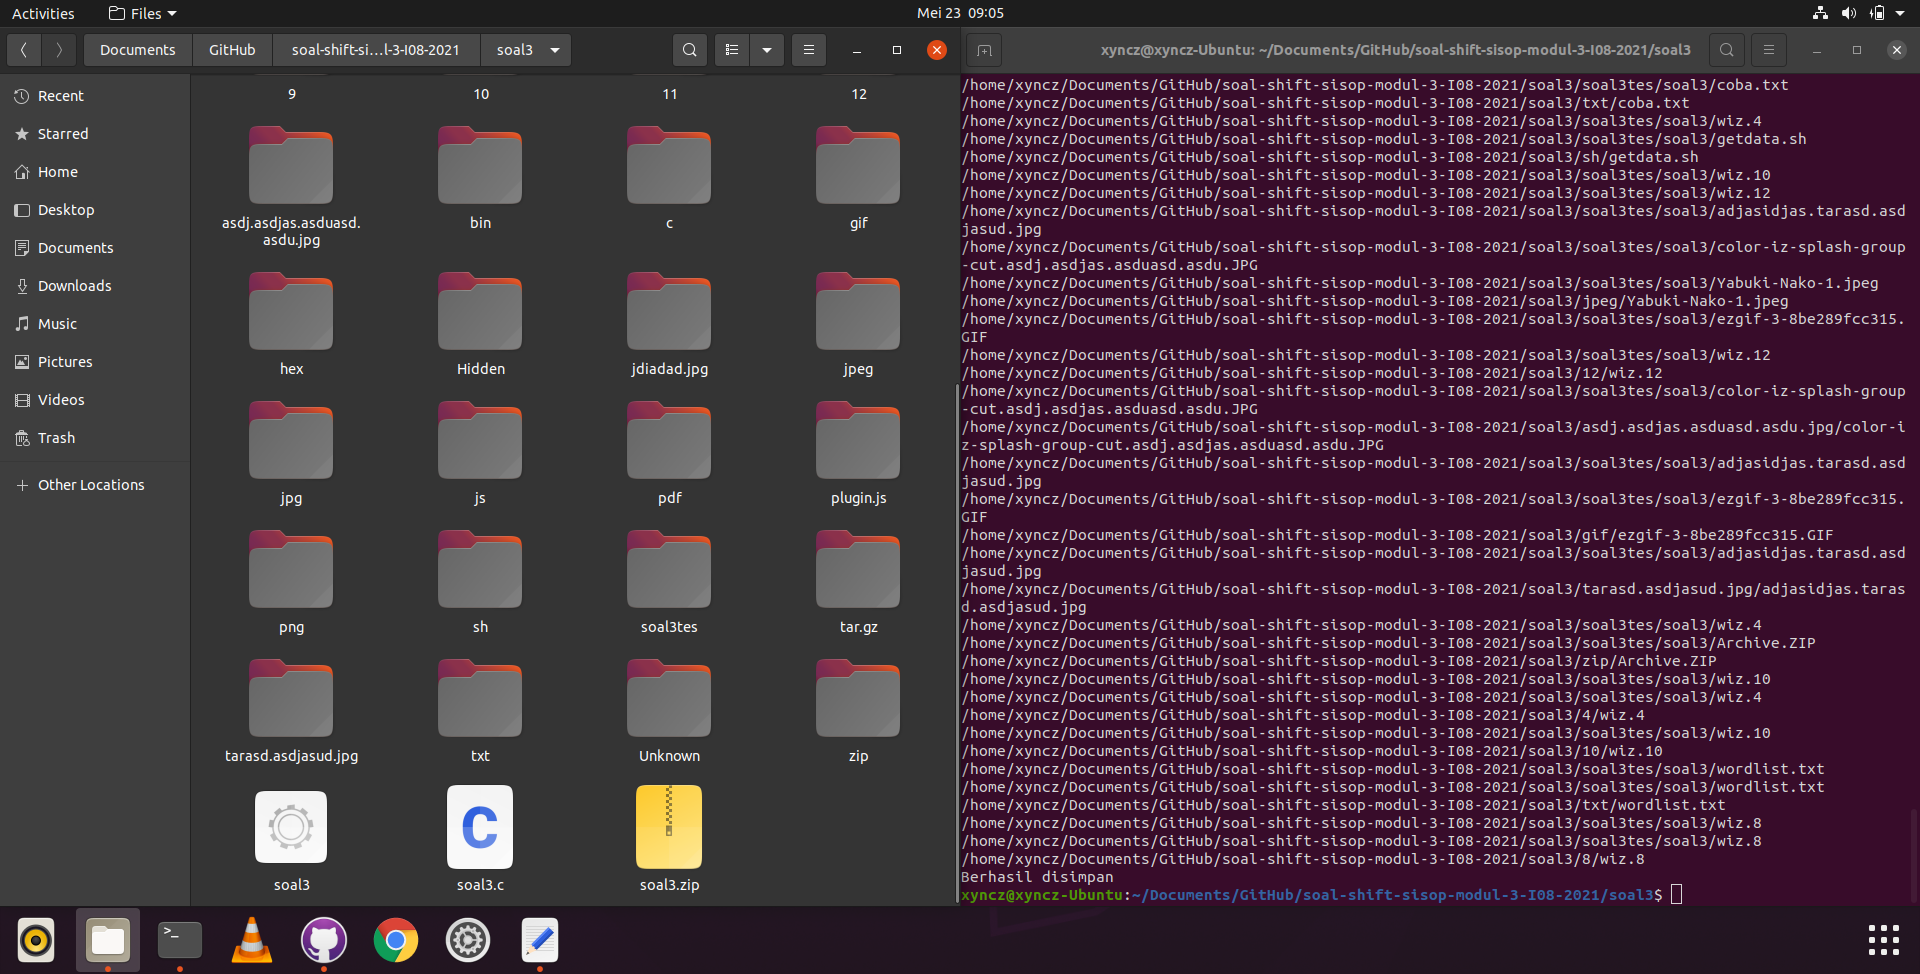 Activities
Files
Mei 23 09:05
Documents
GitHub
soal-shift-si...l-3-I08-2021
soal3
xyncz@xyncz-Ubuntu: ~/Documents/GitHub/soal-shift-sisop-modul-3-I08-2021/soal3
Recent
Starred
Home
Desktop
Documents
Downloads
Music
Pictures
Videos
Trash
Other Locations
9
10
11
12
asdj.asdjas.asduasd.
asdu.jpg
bin
c
gif
hex
Hidden
jdiadad.jpg
jpeg
jpg
js
pdf
plugin.js
png
sh
soal3tes
tar.gz
tarasd.asdjasud.jpg
txt
Unknown
zip
soal3
C
soal3.c
soal3.zip
/home/xyncz/Documents/GitHub/soal-shift-sisop-modul-3-I08-2021/soal3/soal3tes/soal3/coba.txt
/home/xyncz/Documents/GitHub/soal-shift-sisop-modul-3-I08-2021/soal3/txt/coba.txt
/home/xyncz/Documents/GitHub/soal-shift-sisop-modul-3-I08-2021/soal3/soal3tes/soal3/wiz.4
/home/xyncz/Documents/GitHub/soal-shift-sisop-modul-3-I08-2021/soal3/soal3tes/soal3/getdata.sh
/home/xyncz/Documents/GitHub/soal-shift-sisop-modul-3-I08-2021/soal3/sh/getdata.sh
/home/xyncz/Documents/GitHub/soal-shift-sisop-modul-3-I08-2021/soal3/soal3tes/soal3/wiz.10
/home/xyncz/Documents/GitHub/soal-shift-sisop-modul-3-I08-2021/soal3/soal3tes/soal3/wiz.12
/home/xyncz/Documents/GitHub/soal-shift-sisop-modul-3-I08-2021/soal3/soal3tes/soal3/adjasidjas.tarasd.asd
jasud.jpg
/home/xyncz/Documents/GitHub/soal-shift-sisop-modul-3-I08-2021/soal3/soal3tes/soal3/color-iz-splash-group
-cut.asdj.asdjas.asduasd.asdu.JPG
/home/xyncz/Documents/GitHub/soal-shift-sisop-modul-3-I08-2021/soal3/soal3tes/soal3/Yabuki-Nako-1.jpeg
/home/xyncz/Documents/GitHub/soal-shift-sisop-modul-3-I08-2021/soal3/jpeg/Yabuki-Nako-1.jpeg
/home/xyncz/Documents/GitHub/soal-shift-sisop-modul-3-I08-2021/soal3/soal3tes/soal3/ezgif-3-8be289fcc315.
GIF
/home/xyncz/Documents/GitHub/soal-shift-sisop-modul-3-I08-2021/soal3/soal3tes/soal3/wiz.12
/home/xyncz/Documents/GitHub/soal-shift-sisop-modul-3-I08-2021/soal3/12/wiz.12
/home/xyncz/Documents/GitHub/soal-shift-sisop-modul-3-I08-2021/soal3/soal3tes/soal3/color-iz-splash-group
-cut.asdj.asdjas.asduasd.asdu.JPG
/home/xyncz/Documents/GitHub/soal-shift-sisop-modul-3-I08-2021/soal3/asdj.asdjas.asduasd.asdu.jpg/color-i
z-splash-group-cut.asdj.asdjas.asduasd.asdu.JPG
/home/xyncz/Documents/GitHub/soal-shift-sisop-modul-3-I08-2021/soal3/soal3tes/soal3/adjasidjas.tarasd.asd
jasud.jpg
/home/xyncz/Documents/GitHub/soal-shift-sisop-modul-3-I08-2021/soal3/soal3tes/soal3/ezgif-3-8be289fcc315.
GIF
/home/xyncz/Documents/GitHub/soal-shift-sisop-modul-3-I08-2021/soal3/gif/ezgif-3-8be289fcc315.GIF
/home/xyncz/Documents/GitHub/soal-shift-sisop-modul-3-I08-2021/soal3/soal3tes/soal3/adjasidjas.tarasd.asd
jasud.jpg
/home/xyncz/Documents/GitHub/soal-shift-sisop-modul-3-I08-2021/soal3/tarasd.asdjasud.jpg/adjasidjas.taras
d.asdjasud.jpg
/home/xyncz/Documents/GitHub/soal-shift-sisop-modul-3-I08-2021/soal3/soal3tes/soal3/wiz.4
/home/xyncz/Documents/GitHub/soal-shift-sisop-modul-3-I08-2021/soal3/soal3tes/soal3/Archive.ZIP
/home/xyncz/Documents/GitHub/soal-shift-sisop-modul-3-I08-2021/soal3/zip/Archive.ZIP
/home/xyncz/Documents/GitHub/soal-shift-sisop-modul-3-I08-2021/soal3/soal3tes/soal3/wiz.10
/home/xyncz/Documents/GitHub/soal-shift-sisop-modul-3-I08-2021/soal3/soal3tes/soal3/wiz.4
/home/xyncz/Documents/GitHub/soal-shift-sisop-modul-3-I08-2021/soal3/4/wiz.4
/home/xyncz/Documents/GitHub/soal-shift-sisop-modul-3-I08-2021/soal3/soal3tes/soal3/wiz.10
/home/xyncz/Documents/GitHub/soal-shift-sisop-modul-3-I08-2021/soal3/10/wiz.10
/home/xyncz/Documents/GitHub/soal-shift-sisop-modul-3-I08-2021/soal3/soal3tes/soal3/wordlist.txt
/home/xyncz/Documents/GitHub/soal-shift-sisop-modul-3-I08-2021/soal3/soal3tes/soal3/wordlist.txt
/home/xyncz/Documents/GitHub/soal-shift-sisop-modul-3-I08-2021/soal3/txt/wordlist.txt
/home/xyncz/Documents/GitHub/soal-shift-sisop-modul-3-I08-2021/soal3/soal3tes/soal3/wiz.8
/home/xyncz/Documents/GitHub/soal-shift-sisop-modul-3-I08-2021/soal3/soal3tes/soal3/wiz.8
/home/xyncz/Documents/GitHub/soal-shift-sisop-modul-3-I08-2021/soal3/8/wiz.8
Berhasil disimpan
xyncz@xyncz-Ubuntu:~/Documents/GitHub/soal-shift-sisop-modul-3-I08-2021/soal3$
>_